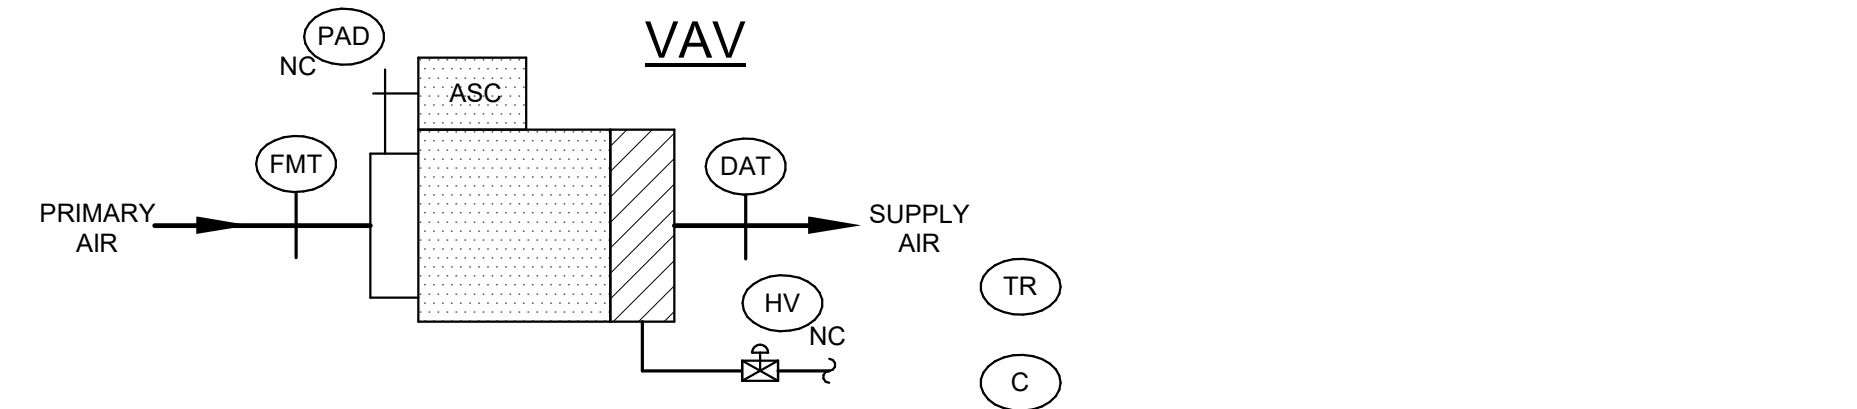 PAD
VAV
NC
ASC
FMT
DAT
PRIMARY
AIR
SUPPLY
AIR
TR
HV
NC
C